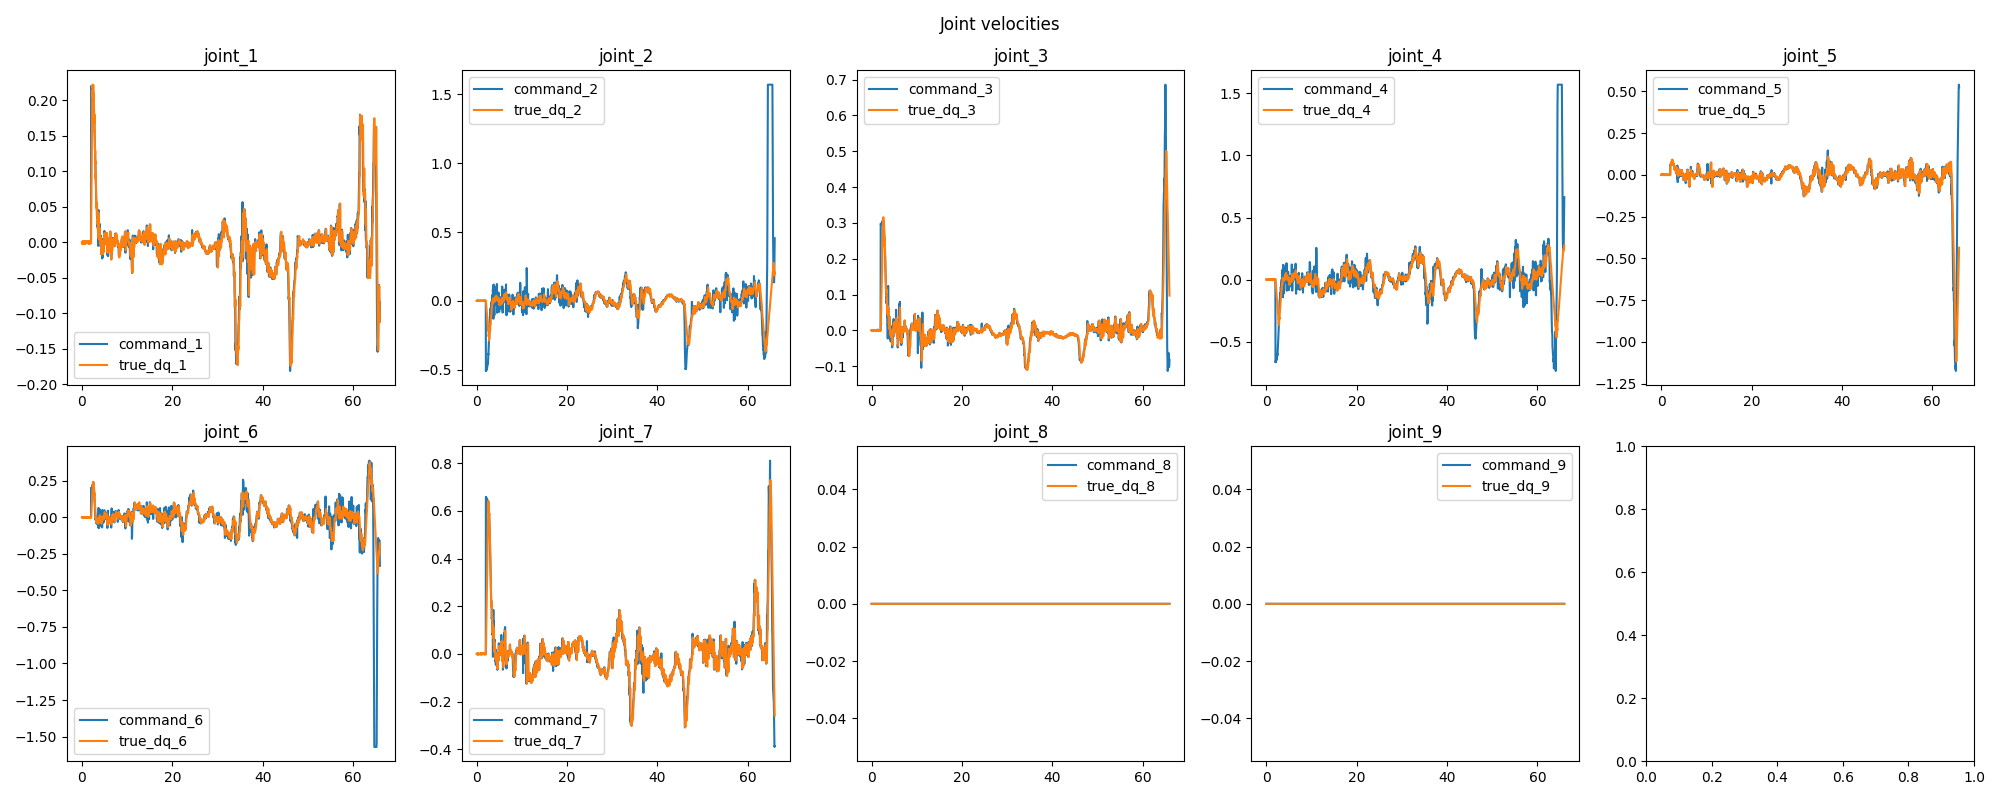 Joint velocities
joint_1
0.20
0.15
0.10
0.05
0.00
−0.05
−0.10
−0.15
−0.20
0 20 40 60
command_1
true_dq_1
joint_2
1.5
1.0
0.5
0.0
−0.5
0 20 40 60
command_2
true_dq_2
joint_3
0.7
0.6
0.5
0.4
0.3
0.2
0.1
0.0
−0.1
0 20 40 60
command_3
true_dq_3
joint_4
1.5
1.0
0.5
0.0
−0.5
0 20 40 60
command_4
true_dq_4
joint_5
0.50
0.25
0.00
−0.25
−0.50
−0.75
−1.00
−1.25
0 20 40 60
command_5
true_dq_5
joint_6
0.25
0.00
−0.25
−0.50
−0.75
−1.00
−1.25
−1.50
0 20 40 60
command_6
true_dq_6
joint_7
0.8
0.6
0.4
0.2
0.0
−0.2
−0.4
0 20 40 60
command_7
true_dq_7
joint_8
0.04
0.02
0.00
−0.02
−0.04
0 20 40 60
command_8
true_dq_8
joint_9
0.04
0.02
0.00
−0.02
−0.04
0 20 40 60
command_9
true_dq_9
1.0
0.8
0.6
0.4
0.2
0.0
0.0 0.2 0.4 0.6 0.8 1.0